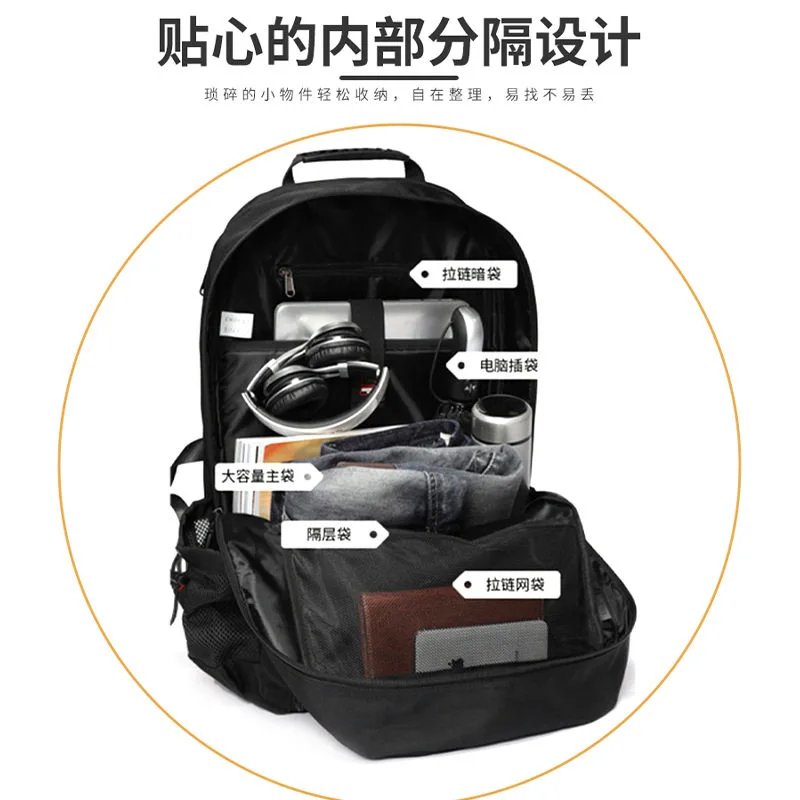 贴心的内部分隔设计
琐碎的小物件轻松收纳，自在整理，易找不易丢
拉链暗袋
电脑插袋
大容量主袋
隔层袋
拉链网袋